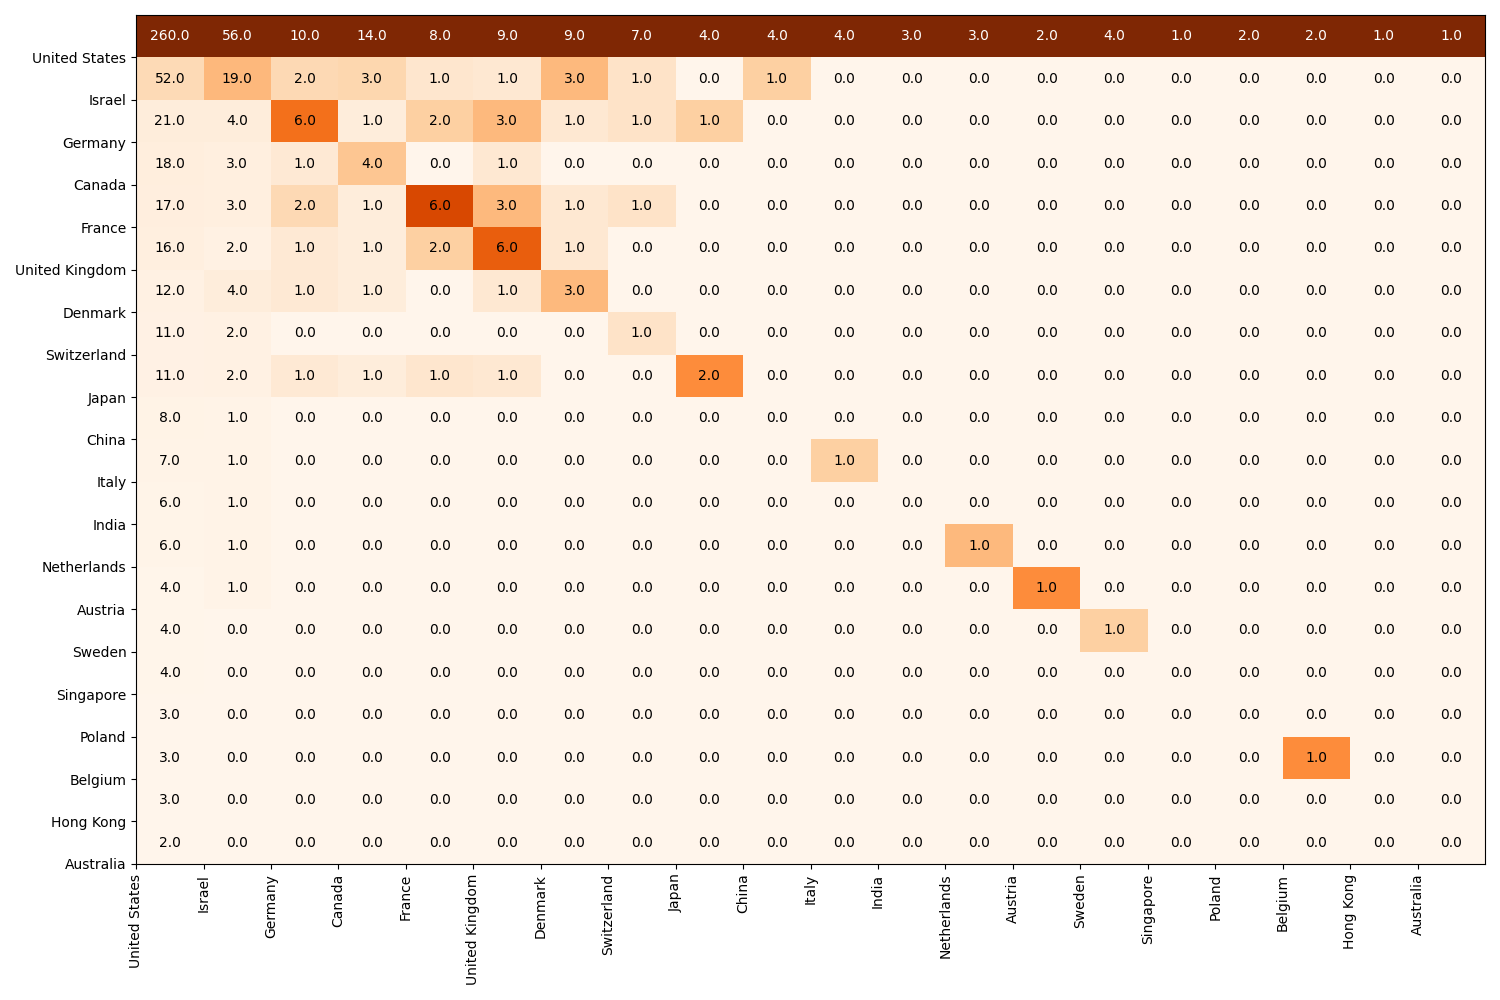 260.0 56.0 10.0 14.0 8.0 9.0 9.0 7.0 4.0 4.0 4.0 3.0 3.0 2.0 4.0 1.0 2.0 2.0 1.0 1.0
United States
52.0 19.0 2.0 3.0 1.0 1.0 3.0 1.0 0.0 1.0 0.0 0.0 0.0 0.0 0.0 0.0 0.0 0.0 0.0 0.0
Israel
21.0 4.0 6.0 1.0 2.0 3.0 1.0 1.0 1.0 0.0 0.0 0.0 0.0 0.0 0.0 0.0 0.0 0.0 0.0 0.0
Germany
18.0 3.0 1.0 4.0 0.0 1.0 0.0 0.0 0.0 0.0 0.0 0.0 0.0 0.0 0.0 0.0 0.0 0.0 0.0 0.0
Canada
17.0 3.0 2.0 1.0 6.0 3.0 1.0 1.0 0.0 0.0 0.0 0.0 0.0 0.0 0.0 0.0 0.0 0.0 0.0 0.0
France
16.0 2.0 1.0 1.0 2.0 6.0 1.0 0.0 0.0 0.0 0.0 0.0 0.0 0.0 0.0 0.0 0.0 0.0 0.0 0.0
United Kingdom
12.0 4.0 1.0 1.0 0.0 1.0 3.0 0.0 0.0 0.0 0.0 0.0 0.0 0.0 0.0 0.0 0.0 0.0 0.0 0.0
Denmark
11.0 2.0 0.0 0.0 0.0 0.0 0.0 1.0 0.0 0.0 0.0 0.0 0.0 0.0 0.0 0.0 0.0 0.0 0.0 0.0
Switzerland
11.0 2.0 1.0 1.0 1.0 1.0 0.0 0.0 2.0 0.0 0.0 0.0 0.0 0.0 0.0 0.0 0.0 0.0 0.0 0.0
Japan
8.0 1.0 0.0 0.0 0.0 0.0 0.0 0.0 0.0 0.0 0.0 0.0 0.0 0.0 0.0 0.0 0.0 0.0 0.0 0.0
China
7.0 1.0 0.0 0.0 0.0 0.0 0.0 0.0 0.0 0.0 1.0 0.0 0.0 0.0 0.0 0.0 0.0 0.0 0.0 0.0
Italy
6.0 1.0 0.0 0.0 0.0 0.0 0.0 0.0 0.0 0.0 0.0 0.0 0.0 0.0 0.0 0.0 0.0 0.0 0.0 0.0
India
6.0 1.0 0.0 0.0 0.0 0.0 0.0 0.0 0.0 0.0 0.0 0.0 1.0 0.0 0.0 0.0 0.0 0.0 0.0 0.0
Netherlands
4.0 1.0 0.0 0.0 0.0 0.0 0.0 0.0 0.0 0.0 0.0 0.0 0.0 1.0 0.0 0.0 0.0 0.0 0.0 0.0
Austria
4.0 0.0 0.0 0.0 0.0 0.0 0.0 0.0 0.0 0.0 0.0 0.0 0.0 0.0 1.0 0.0 0.0 0.0 0.0 0.0
Sweden
4.0 0.0 0.0 0.0 0.0 0.0 0.0 0.0 0.0 0.0 0.0 0.0 0.0 0.0 0.0 0.0 0.0 0.0 0.0 0.0
Singapore
3.0 0.0 0.0 0.0 0.0 0.0 0.0 0.0 0.0 0.0 0.0 0.0 0.0 0.0 0.0 0.0 0.0 0.0 0.0 0.0
Poland
3.0 0.0 0.0 0.0 0.0 0.0 0.0 0.0 0.0 0.0 0.0 0.0 0.0 0.0 0.0 0.0 0.0 1.0 0.0 0.0
Belgium
3.0 0.0 0.0 0.0 0.0 0.0 0.0 0.0 0.0 0.0 0.0 0.0 0.0 0.0 0.0 0.0 0.0 0.0 0.0 0.0
Hong Kong
2.0 0.0 0.0 0.0 0.0 0.0 0.0 0.0 0.0 0.0 0.0 0.0 0.0 0.0 0.0 0.0 0.0 0.0 0.0 0.0
Australia
United States
Israel
Germany
Canada
France
United Kingdom
Denmark
Switzerland
Japan
China
Italy
India
Netherlands
Austria
Sweden
Singapore
Poland
Belgium
Hong Kong
Australia